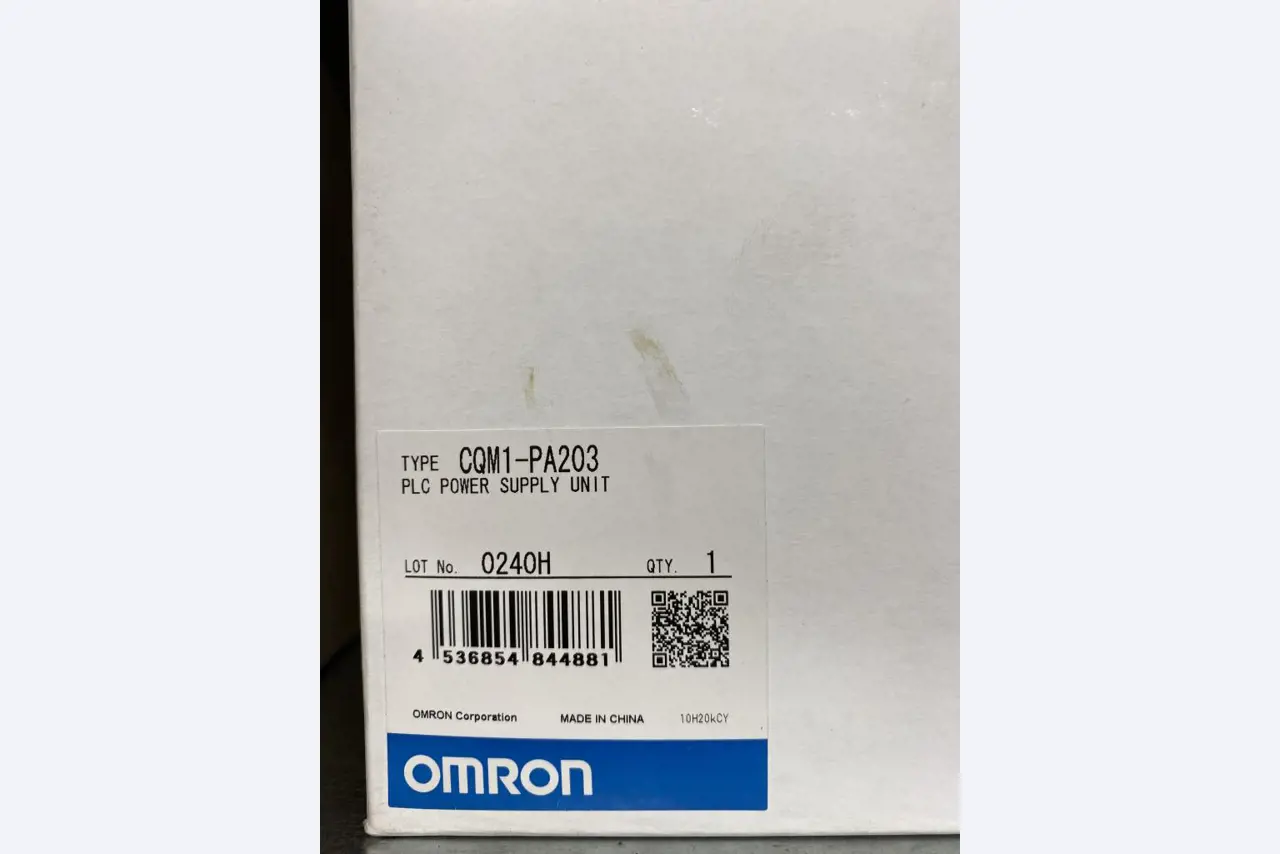 TYPE CQM1-PA203
PLC POWER SUPPLY UNIT
LOT No. 0240H QTY. 1
4 536854 844881
OMRON Corporation MADE IN CHINA 10H20kCY
OMRON